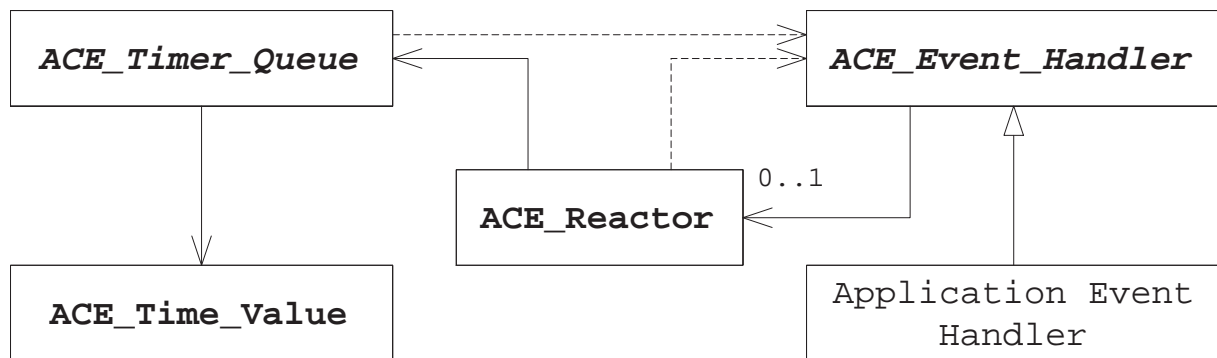 ACE_Timer_Queue
ACE_Event_Handler
0..1
ACE_Reactor
ACE_Time_Value
Application Event
Handler